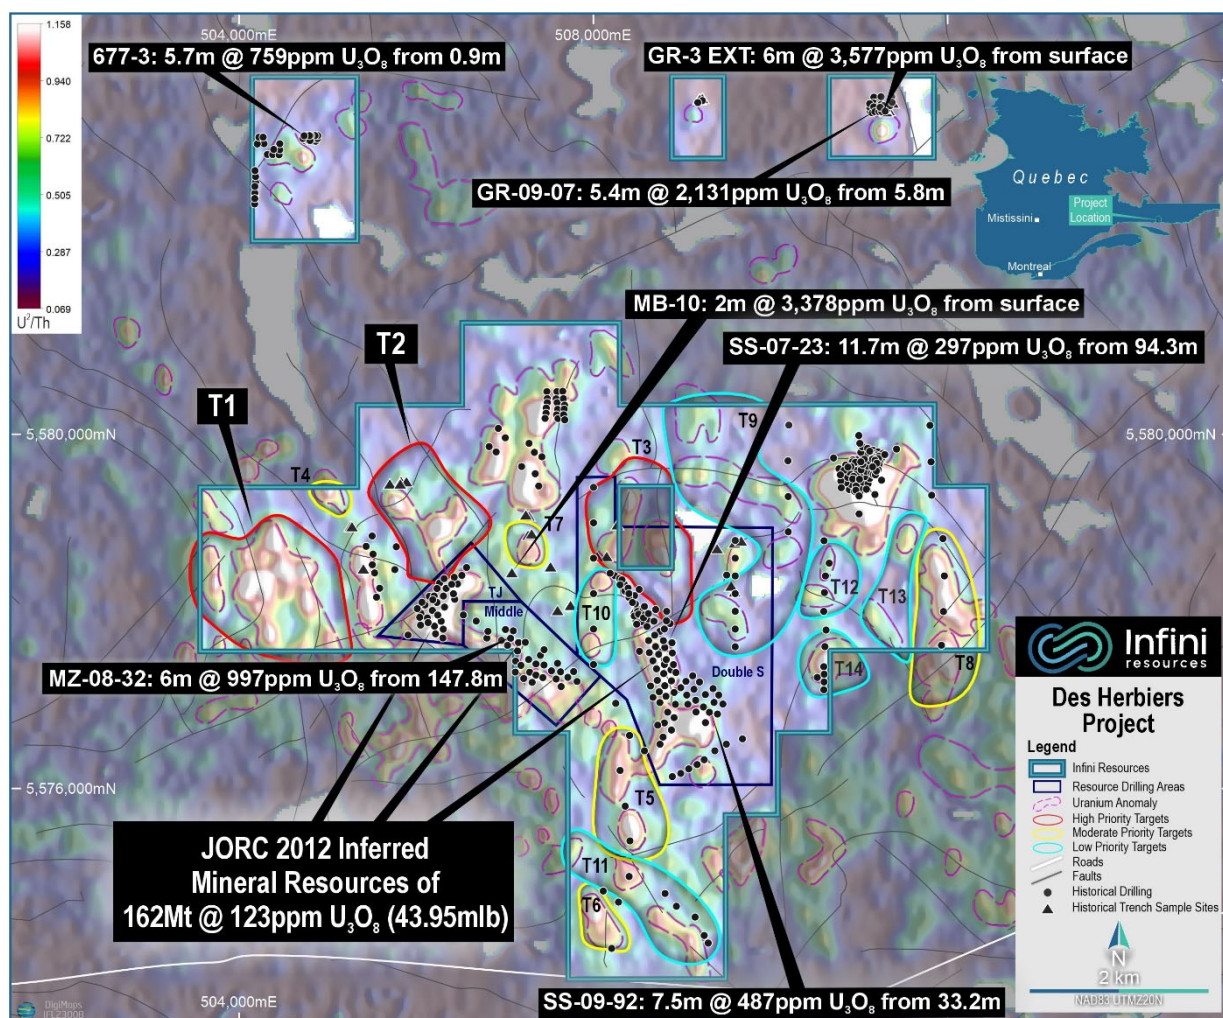 1.158
0.940
0.722
0.505
0.287
0.069
U²/Th
504,000mE
508,000mE
677-3: 5.7m @ 759ppm U₃O₈ from 0.9m
GR-3 EXT: 6m @ 3,577ppm U₃O₈ from surface
GR-09-07: 5.4m @ 2,131ppm U₃O₈ from 5.8m
Quebec
Mistissini
Project
Location
Montreal
MB-10: 2m @ 3,378ppm U₃O₈ from surface
SS-07-23: 11.7m @ 297ppm U₃O₈ from 94.3m
T2
T1
5,580,000mN
5,580,000mN
T3
T9
T4
T7
TJ
Middle
T10
T12
T13
Double S
T14
T8
MZ-08-32: 6m @ 997ppm U₃O₈ from 147.8m
5,576,000mN
T5
T11
T6
JORC 2012 Inferred
Mineral Resources of
162Mt @ 123ppm U₃O₈ (43.95mlb)
SS-09-92: 7.5m @ 487ppm U₃O₈ from 33.2m
504,000mE
DigiMaps
IFL23008
Infini
resources
Des Herbiers
Project
Legend
Infini Resources
Resource Drilling Areas
Uranium Anomaly
High Priority Targets
Moderate Priority Targets
Low Priority Targets
Roads
Faults
Historical Drilling
Historical Trench Sample Sites
N
2 km
NAD83 UTMZ20N